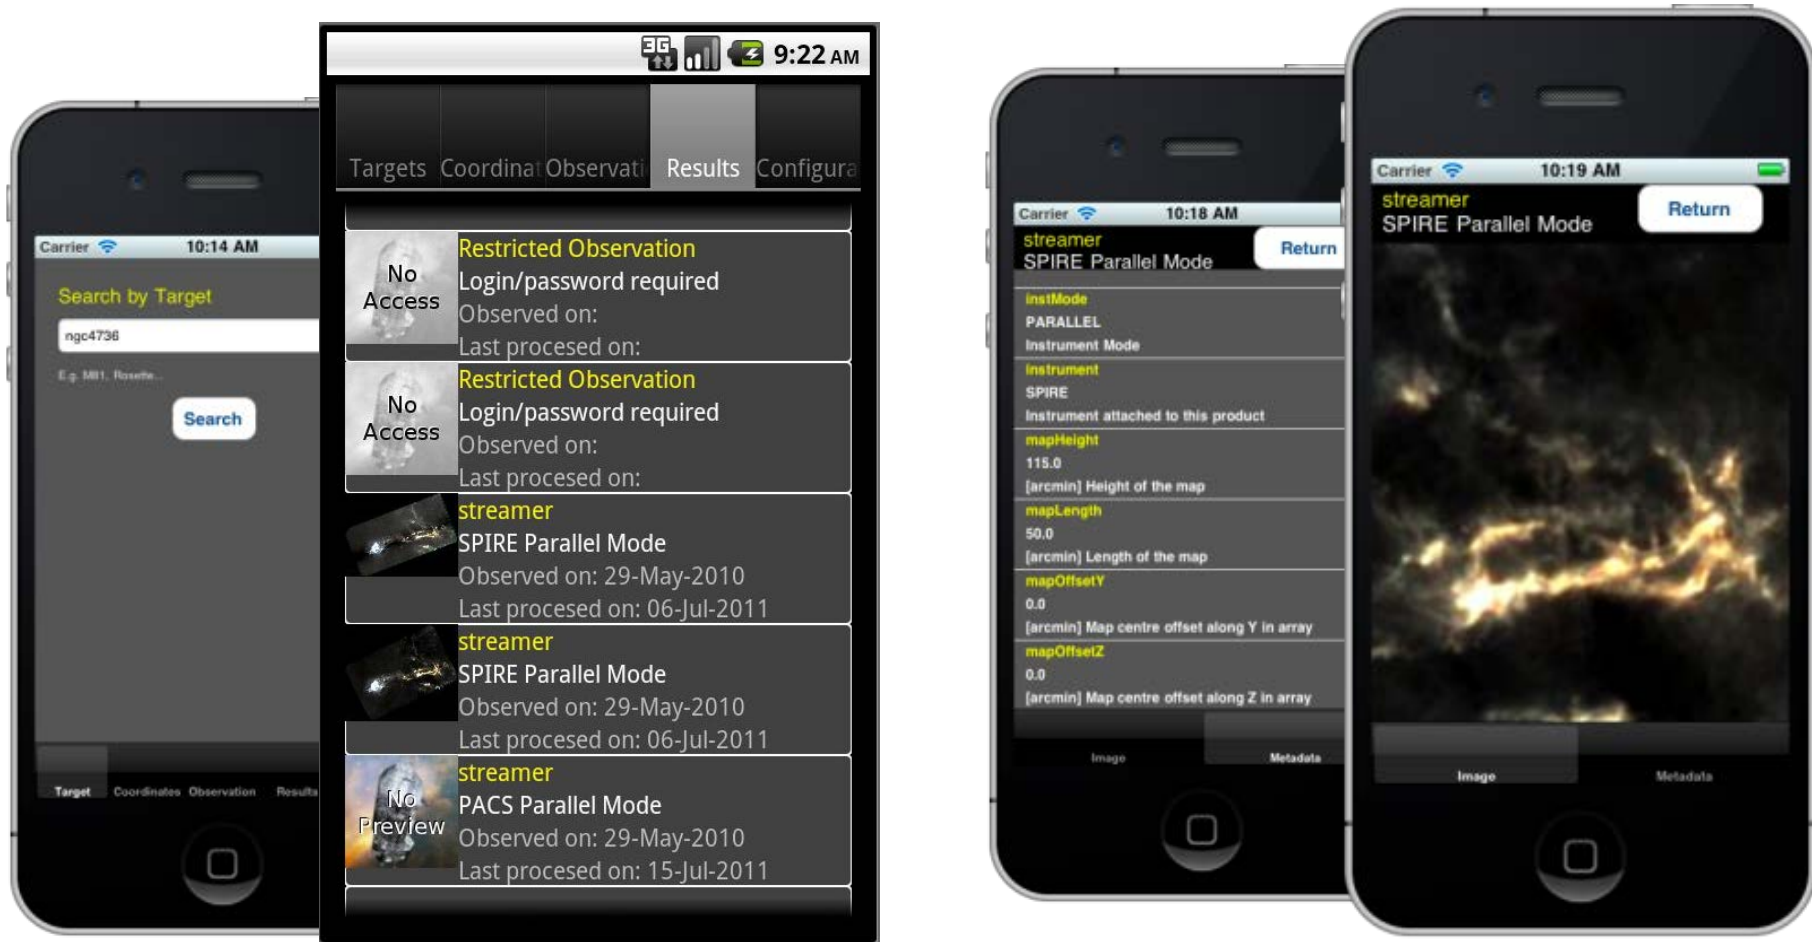 Carrier 10:14 AM
Search by Target
ngc4736
E.g. M81, Rosette...
Search
Target Coordinates Observation Results
3G 9:22 AM
Targets Coordinat Observati Results Configura
No Access
Restricted Observation
Login/password required
Observed on:
Last procesed on:
No Access
Restricted Observation
Login/password required
Observed on:
Last procesed on:
streamer
SPIRE Parallel Mode
Observed on: 29-May-2010
Last procesed on: 06-Jul-2011
streamer
SPIRE Parallel Mode
Observed on: 29-May-2010
Last procesed on: 06-Jul-2011
No Preview
streamer
PACS Parallel Mode
Observed on: 29-May-2010
Last procesed on: 15-Jul-2011
Carrier 10:18 AM
streamer
SPIRE Parallel Mode
Return
instMode
PARALLEL
Instrument Mode
instrument
SPIRE
Instrument attached to this product
mapHeight
115.0
[arcmin] Height of the map
mapLength
50.0
[arcmin] Length of the map
mapOffsetY
0.0
[arcmin] Map centre offset along Y in array
mapOffsetZ
0.0
[arcmin] Map centre offset along Z in array
Image Metadata
Carrier 10:19 AM
streamer
SPIRE Parallel Mode
Return
Image Metadata